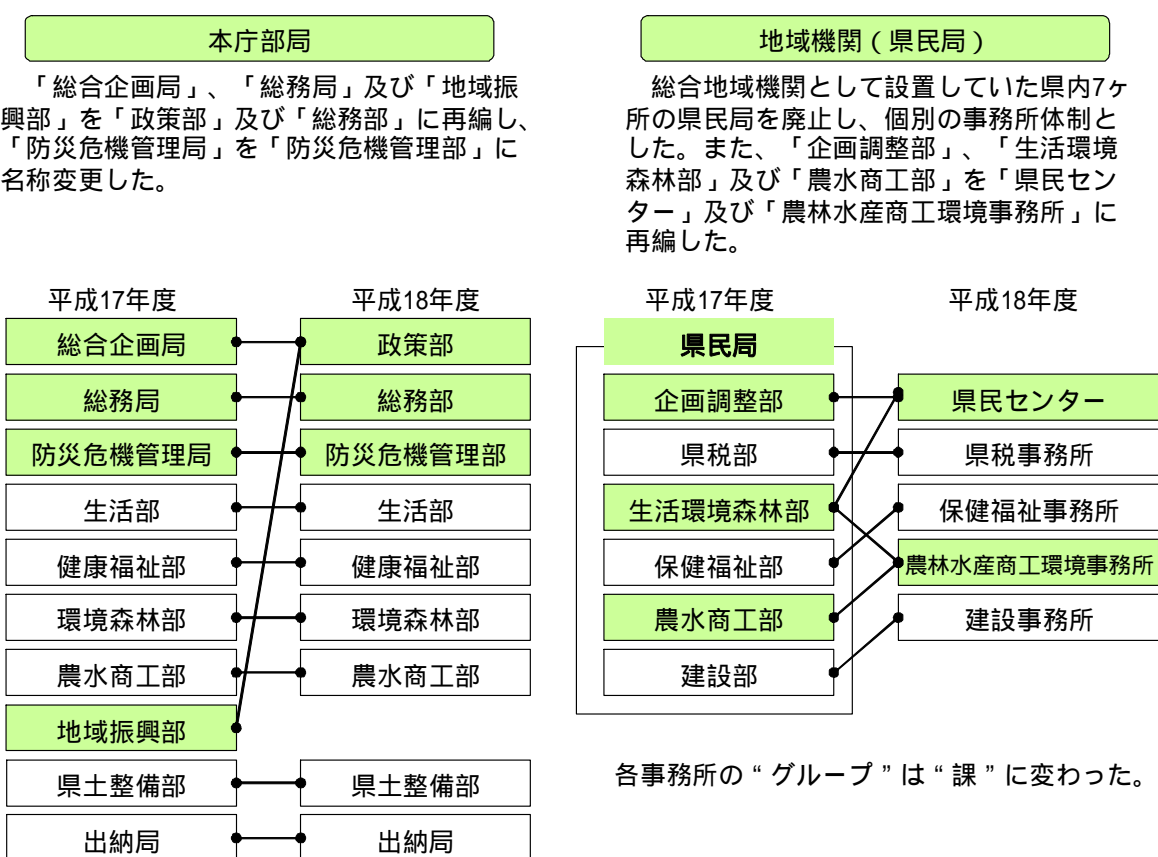 本庁部局
「総合企画局」、「総務局」及び「地域振
興部」を「政策部」及び「総務部」に再編し、
「防災危機管理局」を「防災危機管理部」に
名称変更した。
平成17年度 平成18年度
総合企画局 政策部
総務局 総務部
防災危機管理局 防災危機管理部
生活部 生活部
健康福祉部 健康福祉部
環境森林部 環境森林部
農水商工部 農水商工部
地域振興部
県土整備部 県土整備部
出納局 出納局
地域機関（県民局）
総合地域機関として設置していた県内7ヶ
所の県民局を廃止し、個別の事務所体制と
した。また、「企画調整部」、「生活環境
森林部」及び「農水商工部」を「県民セン
ター」及び「農林水産商工環境事務所」に
再編した。
平成17年度 平成18年度
県民局
企画調整部 県民センター
県税部 県税事務所
生活環境森林部 保健福祉事務所
保健福祉部 農林水産商工環境事務所
農水商工部 建設事務所
建設部
各事務所の“グループ”は“課”に変わった。